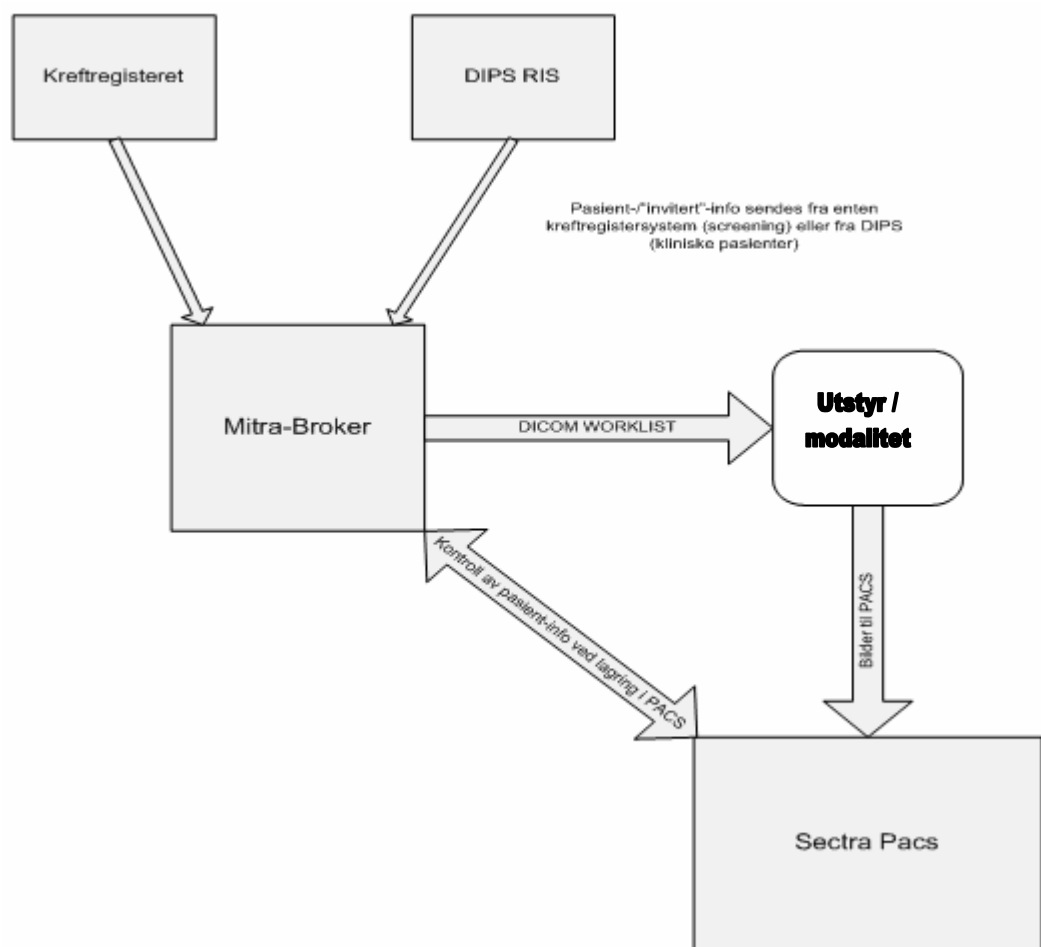 Kreftregisteret
DIPS RIS
Pasient-/"invitert"-info sendes fra enten
kreftregistersystem (screening) eller fra DIPS
(kliniske pasienter)
Mitra-Broker
DICOM WORKLIST
Utstyr /
modalitet
Kontroll av pasient-info ved lagring i PACS
Bilder til PACS
Sectra Pacs